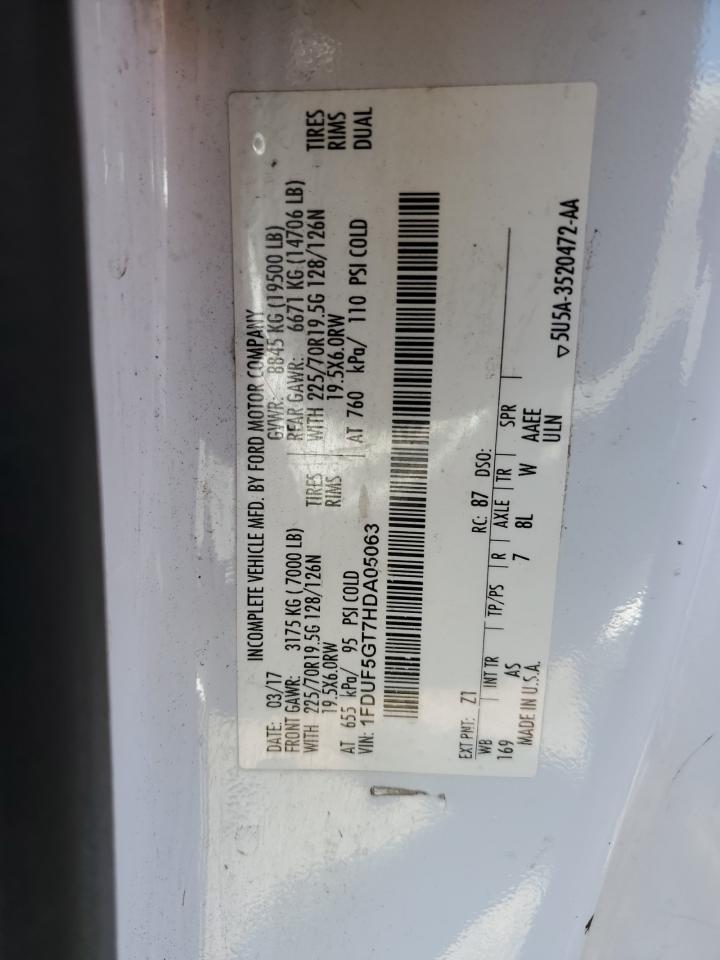 INCOMPLETE VEHICLE MFD. BY FORD MOTOR COMPANY
DATE: 03/17 GVWR: 8845 KG (19500 LB)
FRONT GAWR: 3175 KG ( 7000 LB) REAR GAWR: 6671 KG (14706 LB)
WITH 225/70R19.5G 128/126N TIRES WITH 225/70R19.5G 128/126N TIRES
19.5X6.0RW RIMS 19.5X6.0RW RIMS
AT 655 kPa/ 95 PSI COLD AT 760 kPa/ 110 PSI COLD DUAL
VIN: 1FDUF5GT7HDA05063
EXT PNT: Z1 RC: 87 DSO:
WB INT TR TP/PS R AXLE TR SPR
169 AS 7 8L W AAEE
MADE IN U.S.A. ULN
▽5U5A-3520472-AA